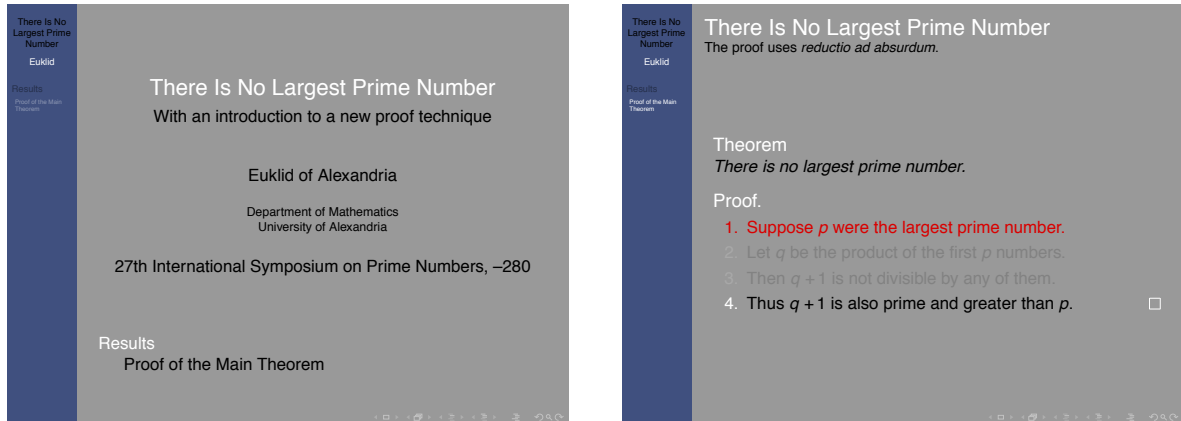 There Is No
Largest Prime
Number
Euklid
Results
Proof of the Main
Theorem
There Is No Largest Prime Number
With an introduction to a new proof technique
Euklid of Alexandria
Department of Mathematics
University of Alexandria
27th International Symposium on Prime Numbers, –280
Results
Proof of the Main Theorem
There Is No
Largest Prime
Number
Euklid
Results
Proof of the Main
Theorem
There Is No Largest Prime Number
The proof uses reductio ad absurdum.
Theorem
There is no largest prime number.
Proof.
1. Suppose p were the largest prime number.
2. Let q be the product of the first p numbers.
3. Then q + 1 is not divisible by any of them.
4. Thus q + 1 is also prime and greater than p. □